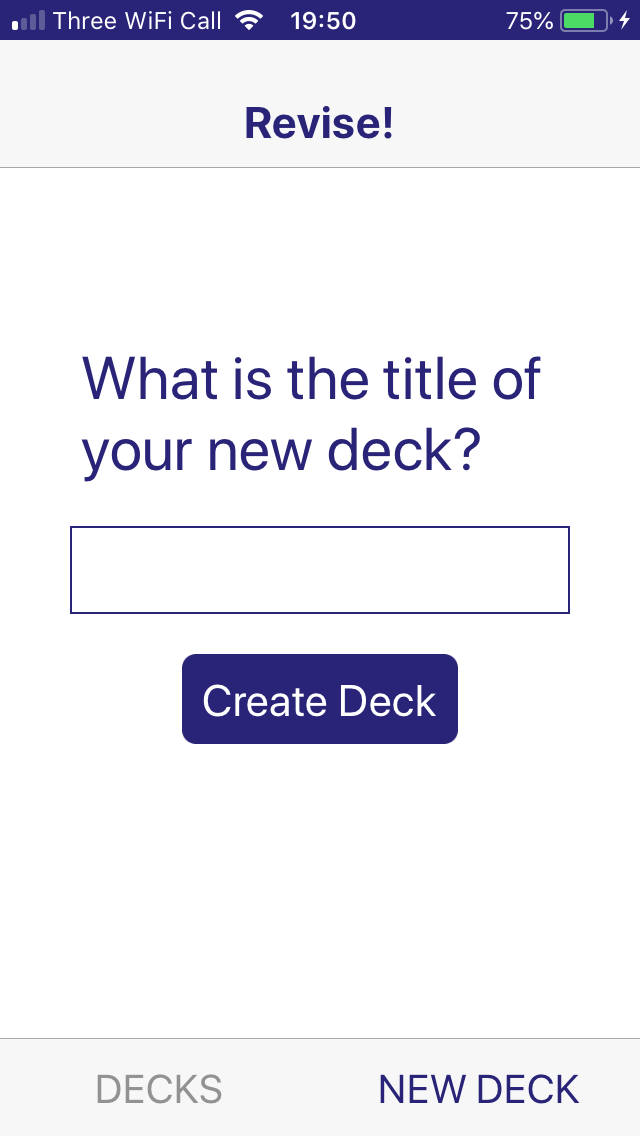 Three WiFi Call 19:50 75%
Revise!
What is the title of
your new deck?
Create Deck
DECKS NEW DECK